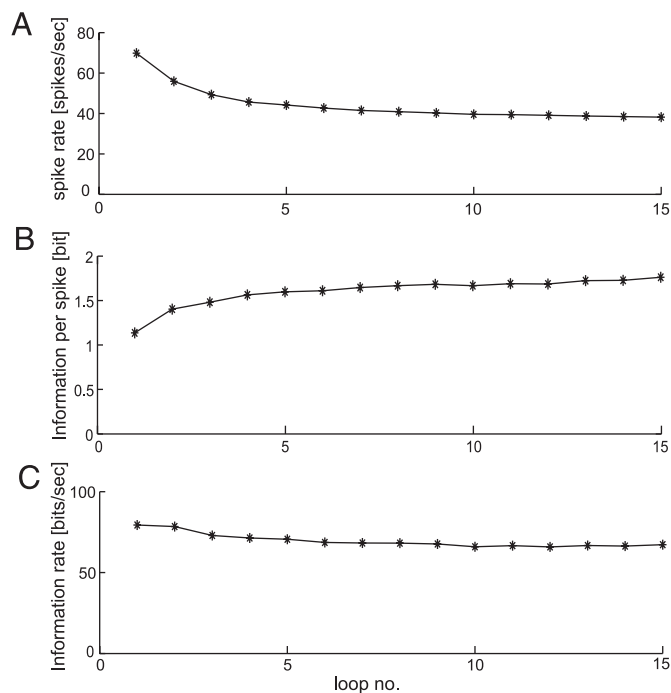 A
spike rate [spikes/sec]
80
60
40
20
0
0 5 10 15
B
Information per spike [bit]
2
1.5
1
0.5
0
0 5 10 15
C
Information rate [bits/sec]
100
50
0
0 5 10 15
loop no.